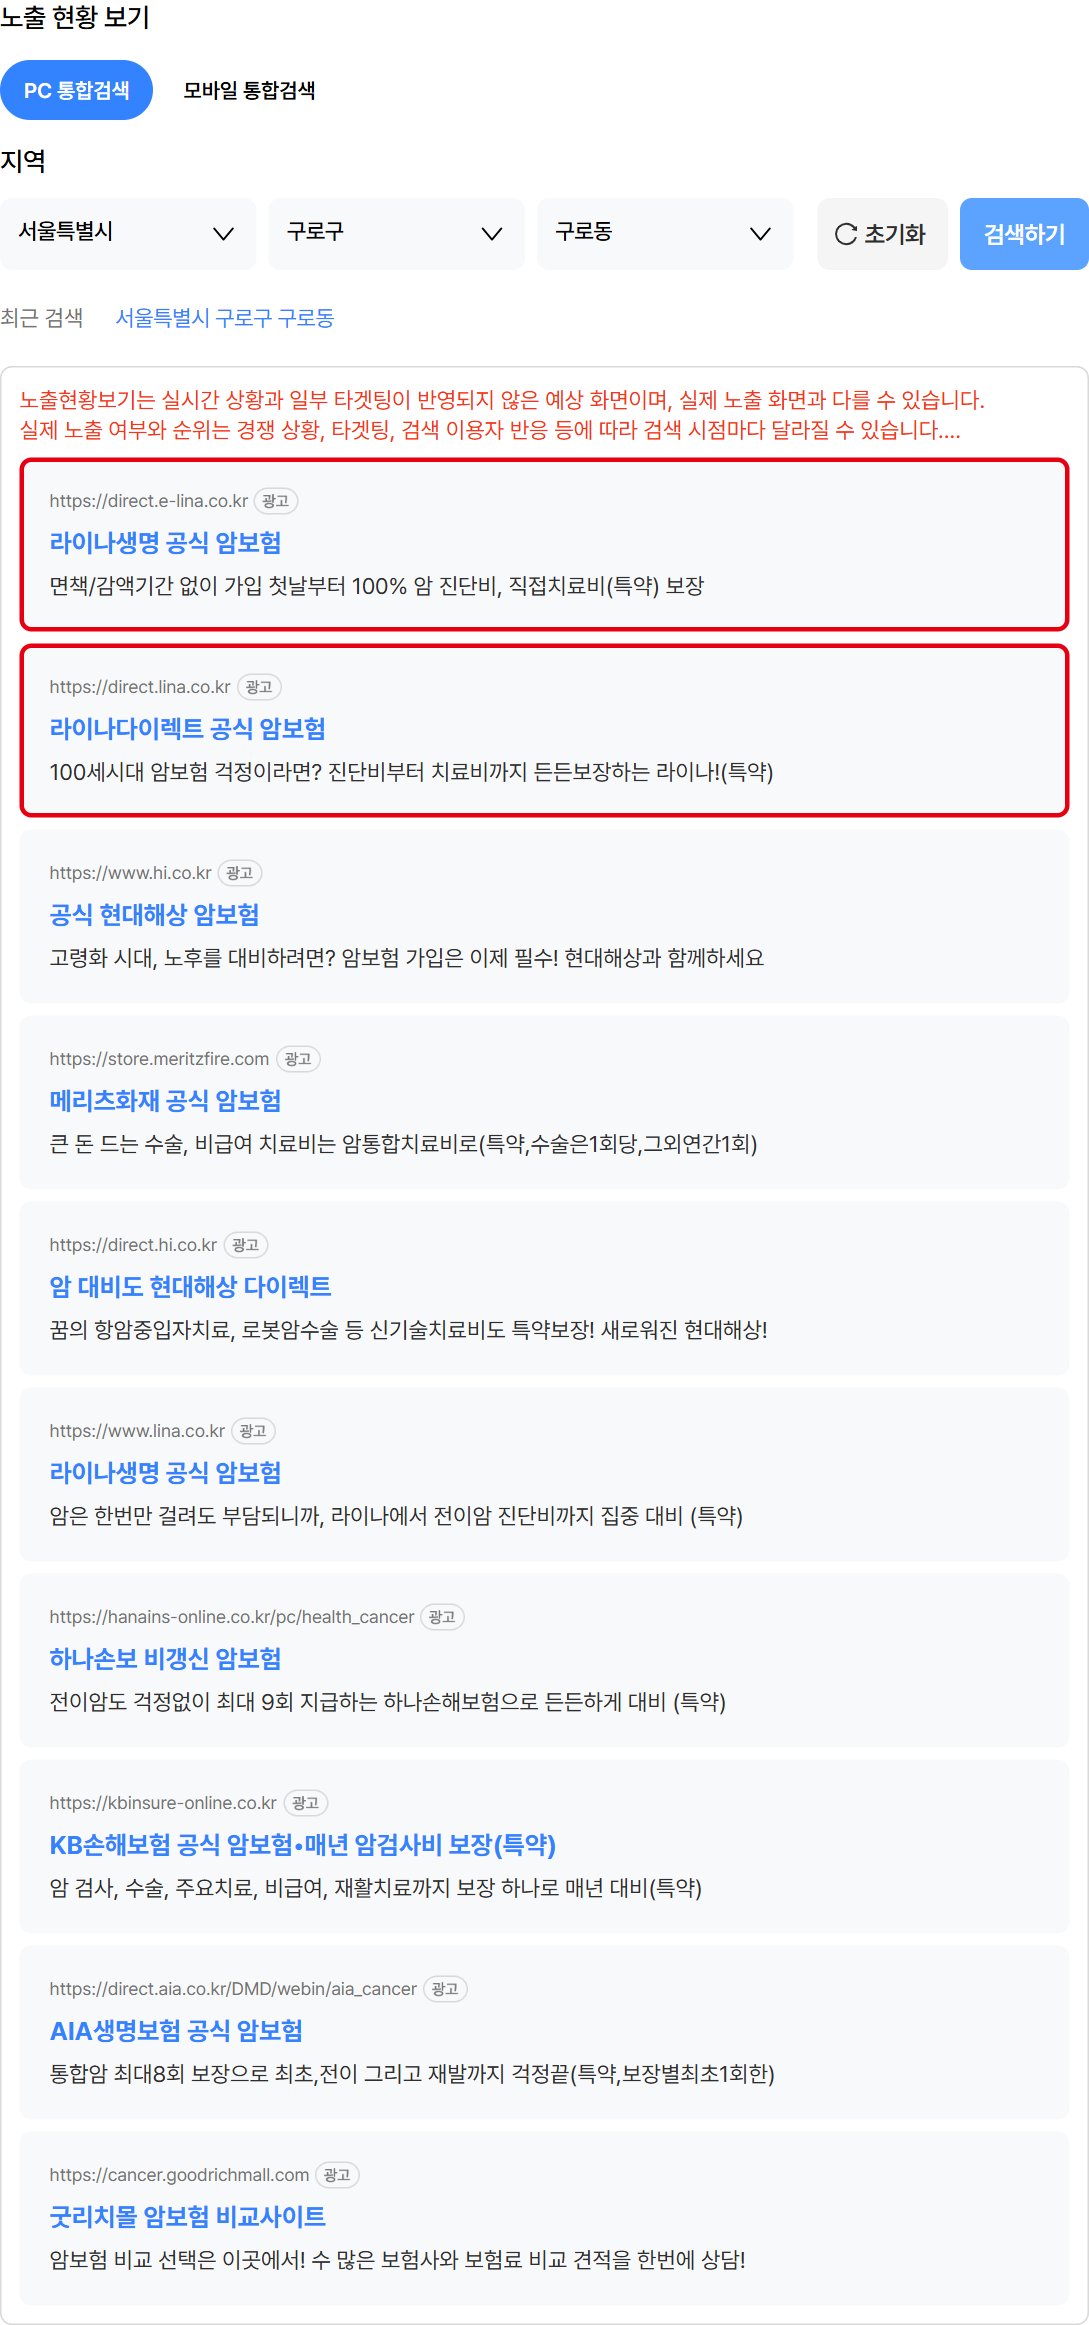 노출 현황 보기
PC 통합검색 모바일 통합검색
지역
서울특별시 구로구 구로동 초기화 검색하기
최근 검색 서울특별시 구로구 구로동
노출현황보기는 실시간 상황과 일부 타겟팅이 반영되지 않은 예상 화면이며, 실제 노출 화면과 다를 수 있습니다.
실제 노출 여부와 순위는 경쟁 상황, 타겟팅, 검색 이용자 반응 등에 따라 검색 시점마다 달라질 수 있습니다....
https://direct.e-lina.co.kr 광고
라이나생명 공식 암보험
면책/감액기간 없이 가입 첫날부터 100% 암 진단비, 직접치료비(특약) 보장
https://direct.lina.co.kr 광고
라이나다이렉트 공식 암보험
100세시대 암보험 걱정이라면? 진단비부터 치료비까지 든든보장하는 라이나!(특약)
https://www.hi.co.kr 광고
공식 현대해상 암보험
고령화 시대, 노후를 대비하려면? 암보험 가입은 이제 필수! 현대해상과 함께하세요
https://store.meritzfire.com 광고
메리츠화재 공식 암보험
큰 돈 드는 수술, 비급여 치료비는 암통합치료비로(특약,수술은1회당,그외연간1회)
https://direct.hi.co.kr 광고
암 대비도 현대해상 다이렉트
꿈의 항암중입자치료, 로봇암수술 등 신기술치료비도 특약보장! 새로워진 현대해상!
https://www.lina.co.kr 광고
라이나생명 공식 암보험
암은 한번만 걸려도 부담되니까, 라이나에서 전이암 진단비까지 집중 대비 (특약)
https://hanains-online.co.kr/pc/health_cancer 광고
하나손보 비갱신 암보험
전이암도 걱정없이 최대 9회 지급하는 하나손해보험으로 든든하게 대비 (특약)
https://kbinsure-online.co.kr 광고
KB손해보험 공식 암보험•매년 암검사비 보장(특약)
암 검사, 수술, 주요치료, 비급여, 재활치료까지 보장 하나로 매년 대비(특약)
https://direct.aia.co.kr/DMD/webin/aia_cancer 광고
AIA생명보험 공식 암보험
통합암 최대8회 보장으로 최초,전이 그리고 재발까지 걱정끝(특약,보장별최초1회한)
https://cancer.goodrichmall.com 광고
굿리치몰 암보험 비교사이트
암보험 비교 선택은 이곳에서! 수 많은 보험사와 보험료 비교 견적을 한번에 상담!